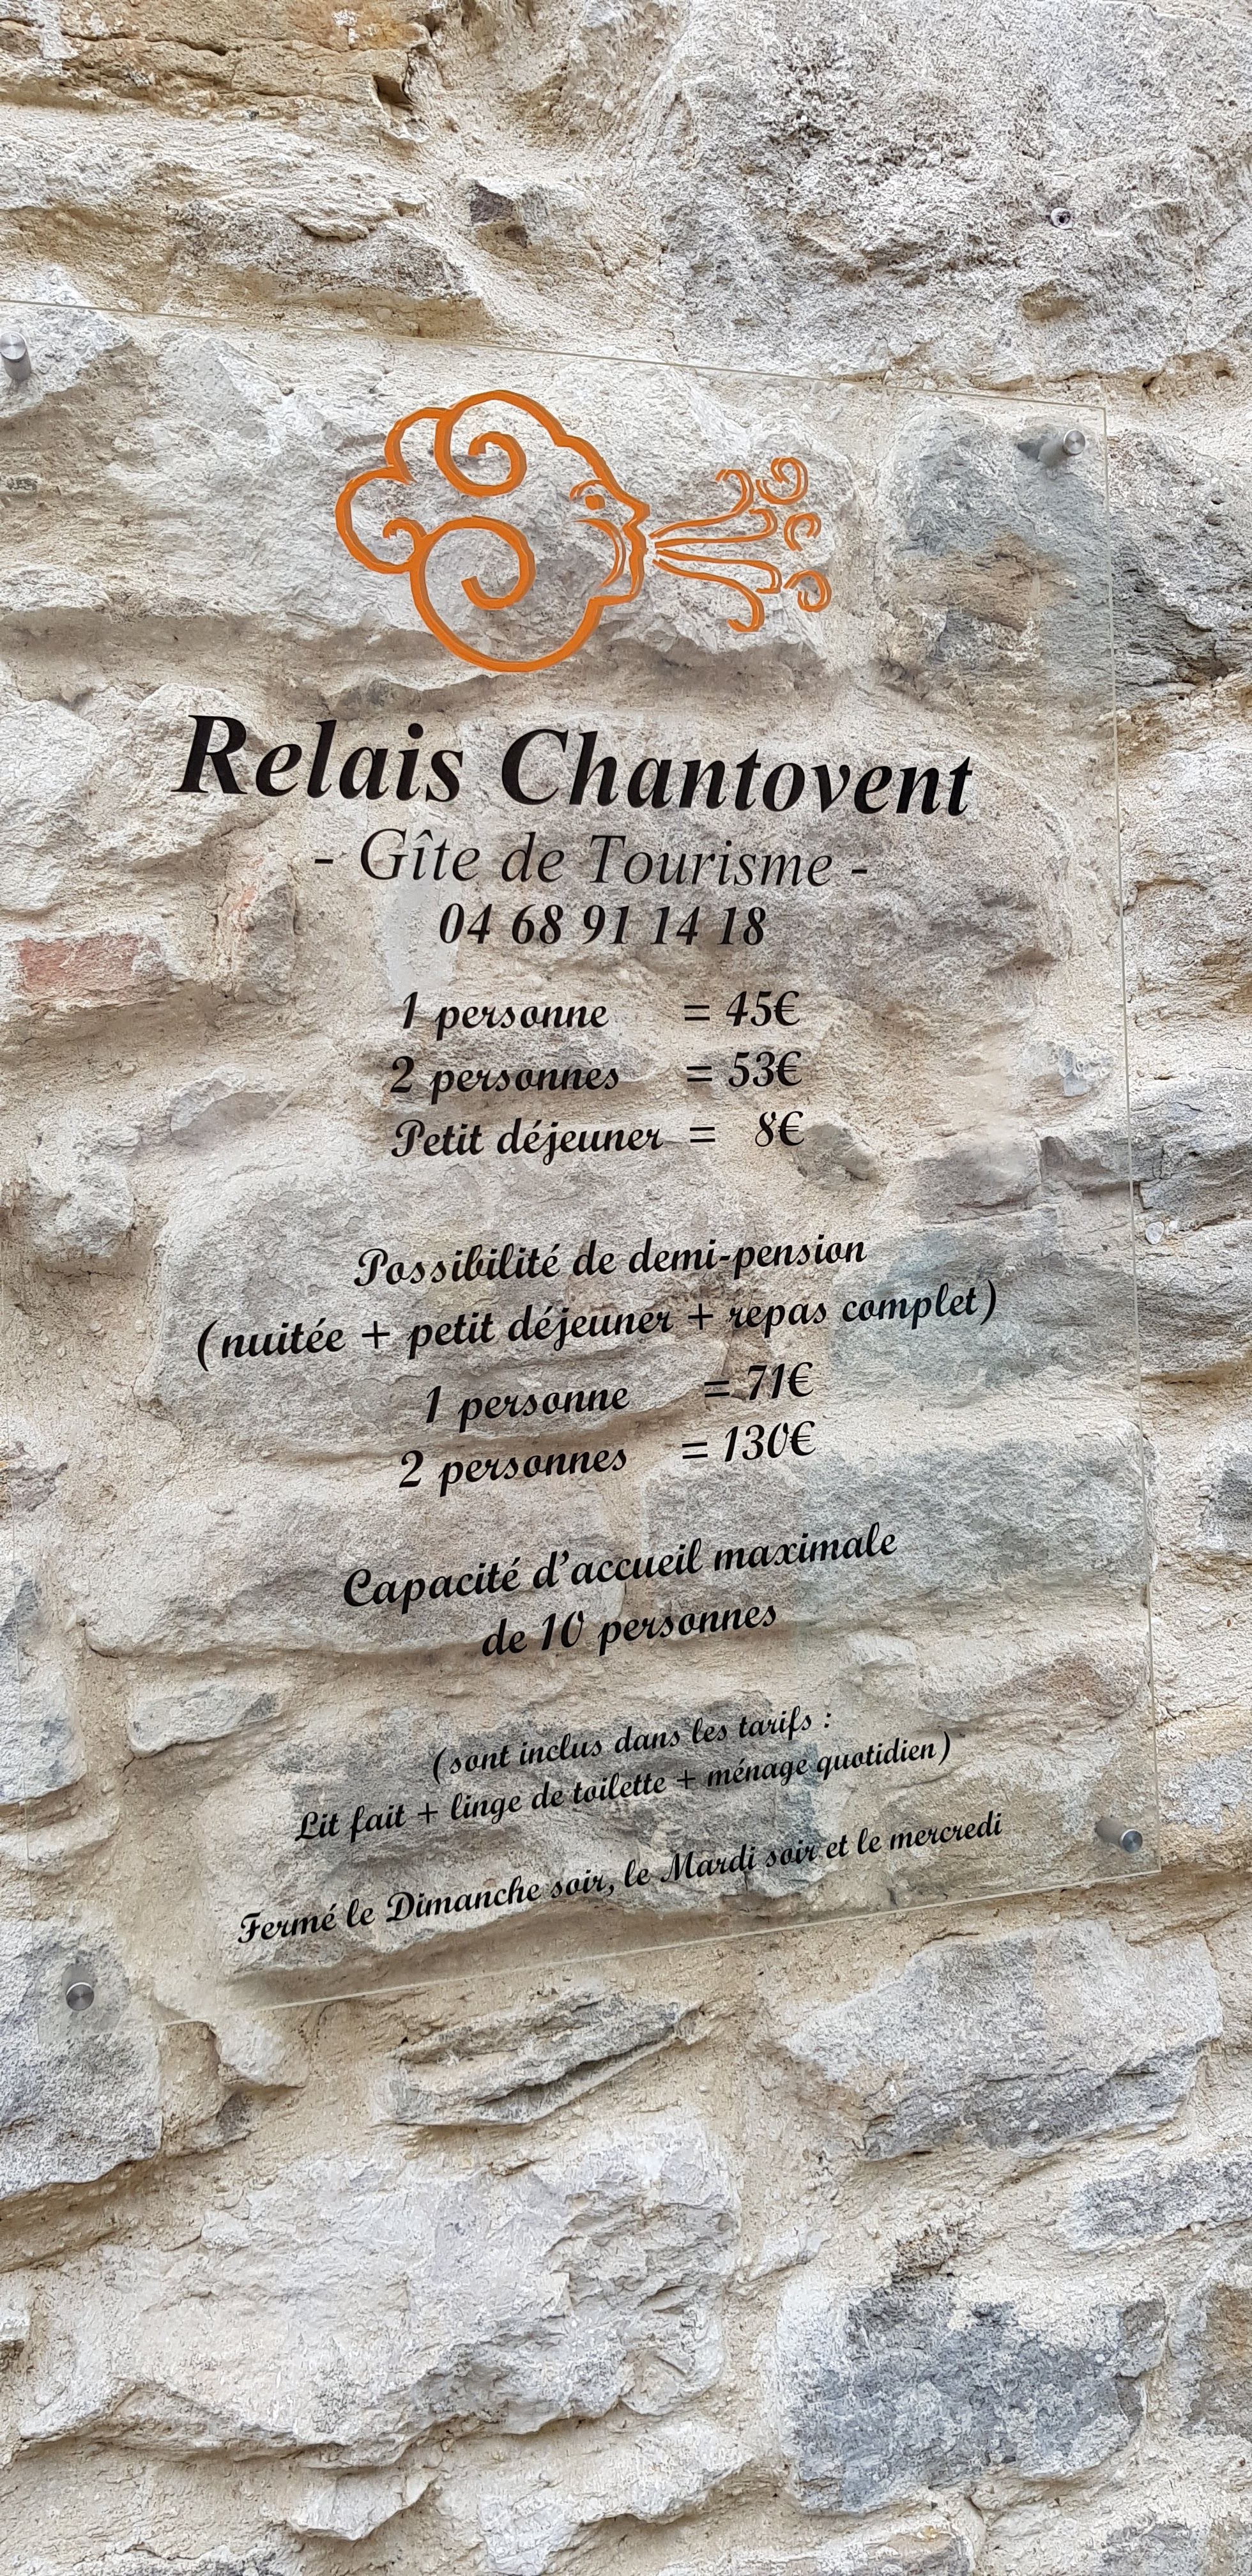 Relais Chantovent
- Gîte de Tourisme -
04 68 91 14 18
1 personne = 45€
2 personnes = 53€
Petit déjeuner = 8€
Possibilité de demi-pension
(nuitée + petit déjeuner + repas complet)
1 personne = 71€
2 personnes = 130€
Capacité d'accueil maximale
de 10 personnes
(sont inclus dans les tarifs :
Lit fait + linge de toilette + ménage quotidien)
Fermé le Dimanche soir, le Mardi soir et le mercredi